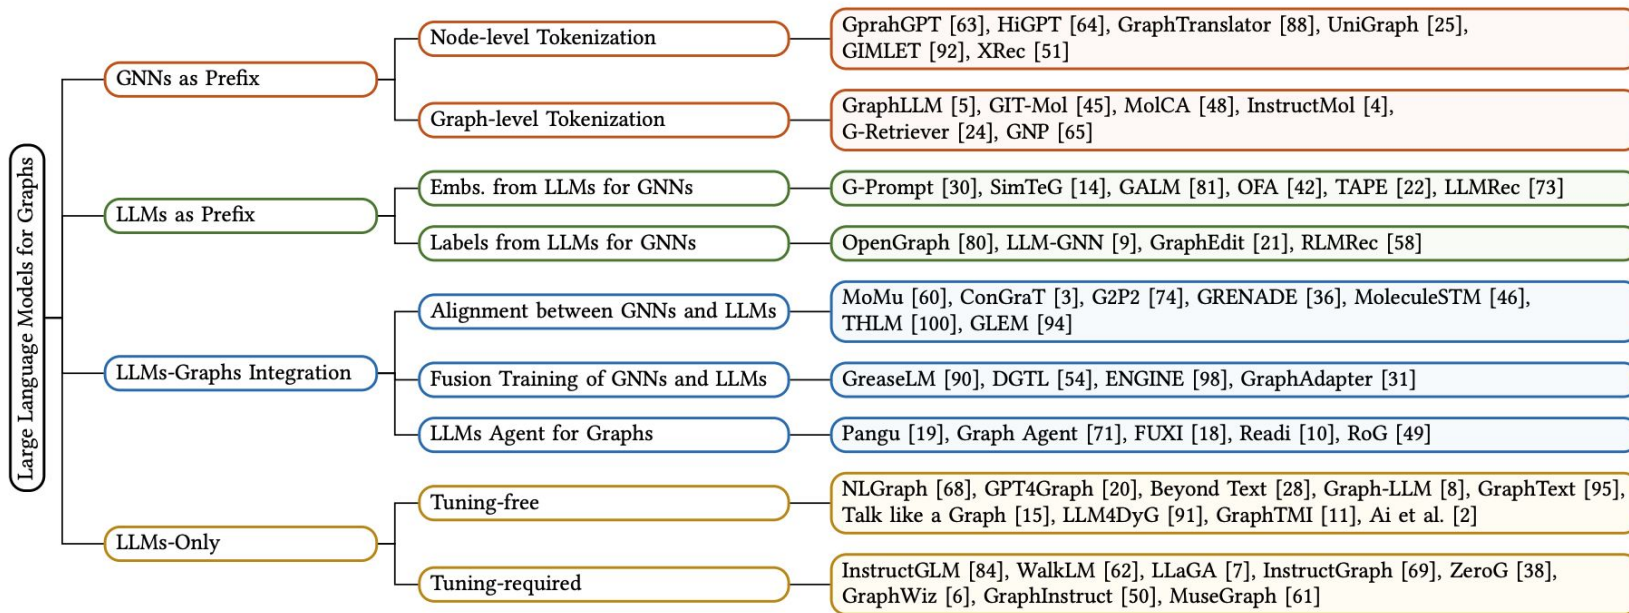 Large Language Models for Graphs
GNNs as Prefix
Node-level Tokenization
GprahGPT [63], HiGPT [64], GraphTranslator [88], UniGraph [25],
GIMLET [92], XRec [51]
Graph-level Tokenization
GraphLLM [5], GIT-Mol [45], MolCA [48], InstructMol [4],
G-Retriever [24], GNP [65]
LLMs as Prefix
Embs. from LLMs for GNNs
G-Prompt [30], SimTeG [14], GALM [81], OFA [42], TAPE [22], LLMRec [73]
Labels from LLMs for GNNs
OpenGraph [80], LLM-GNN [9], GraphEdit [21], RLMRec [58]
LLMs-Graphs Integration
Alignment between GNNs and LLMs
MoMu [60], ConGraT [3], G2P2 [74], GRENADE [36], MoleculeSTM [46],
THLM [100], GLEM [94]
Fusion Training of GNNs and LLMs
GreaseLM [90], DGTL [54], ENGINE [98], GraphAdapter [31]
LLMs Agent for Graphs
Pangu [19], Graph Agent [71], FUXI [18], Readi [10], RoG [49]
LLMs-Only
Tuning-free
NLGraph [68], GPT4Graph [20], Beyond Text [28], Graph-LLM [8], GraphText [95],
Talk like a Graph [15], LLM4DyG [91], GraphTMI [11], Ai et al. [2]
Tuning-required
InstructGLM [84], WalkLM [62], LLaGA [7], InstructGraph [69], ZeroG [38],
GraphWiz [6], GraphInstruct [50], MuseGraph [61]